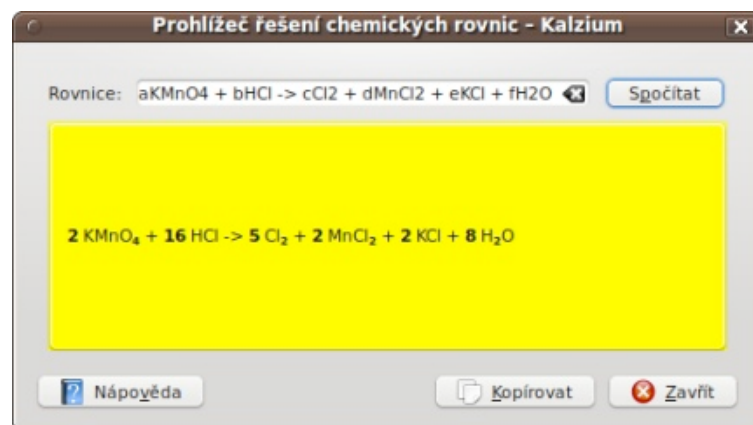 Prohlížeč řešení chemických rovnic – Kalzium
Rovnice: aKMnO4 + bHCl -> cCl2 + dMnCl2 + eKCl + fH2O Spočítat
2 KMnO₄ + 16 HCl -> 5 Cl₂ + 2 MnCl₂ + 2 KCl + 8 H₂O
Nápověda Kopírovat Zavřít